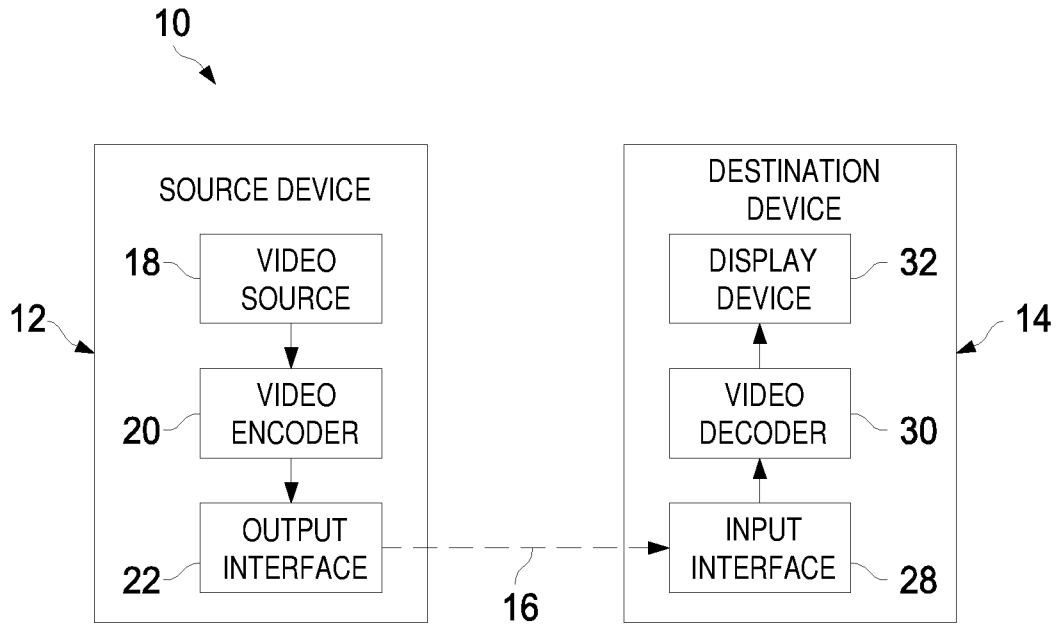 10
SOURCE DEVICE
18
VIDEO
SOURCE
12
20
VIDEO
ENCODER
22
OUTPUT
INTERFACE
16
DESTINATION
DEVICE
DISPLAY
DEVICE
32
14
VIDEO
DECODER
30
INPUT
INTERFACE
28